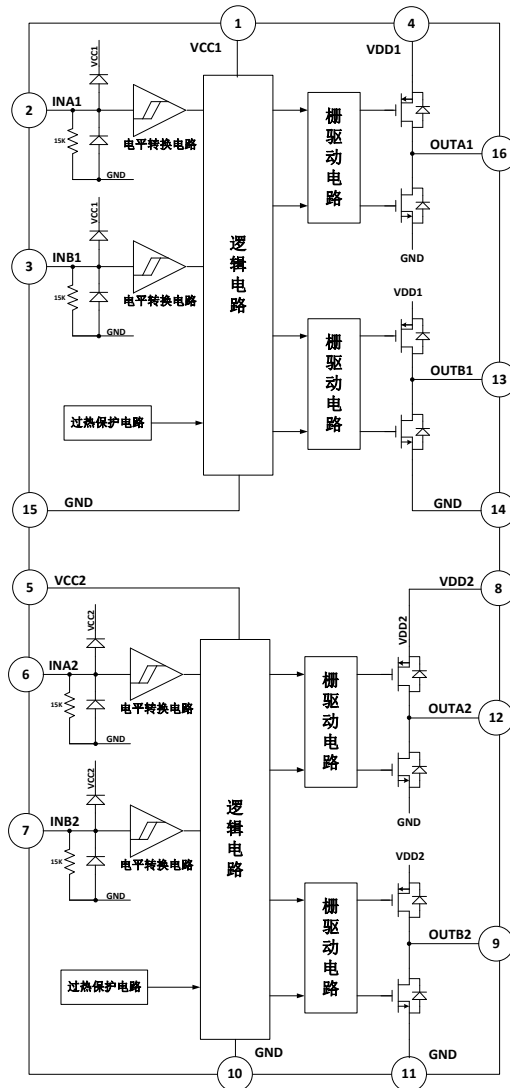 1
4
VCC1
VDD1
VCC1
2
INA1
15K
电平转换电路
GND
栅驱动电路
OUTA1
16
GND
VCC1
3
INB1
15K
电平转换电路
GND
逻辑电路
VDD1
栅驱动电路
OUTB1
13
过热保护电路
15
GND
GND
14
5
VCC2
VDD2
8
VCC2
VDD2
6
INA2
15K
电平转换电路
GND
栅驱动电路
OUTA2
12
GND
VCC2
7
INB2
15K
电平转换电路
GND
逻辑电路
VDD2
栅驱动电路
OUTB2
9
过热保护电路
GND
GND
10
11